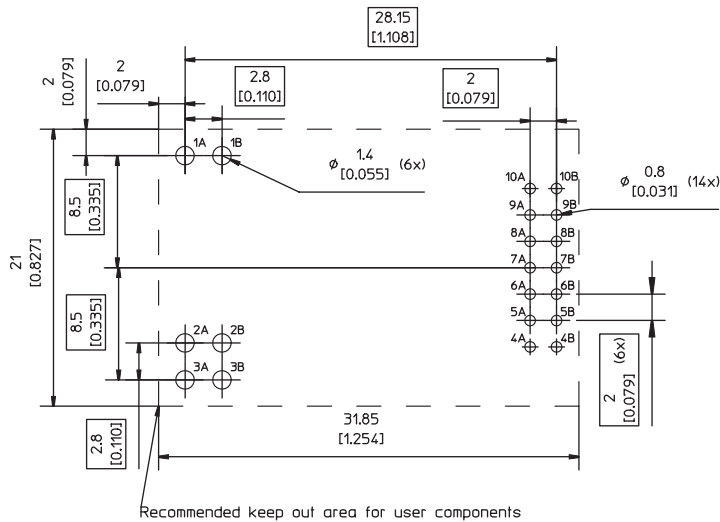 28.15
[1.108]
2
[0.079]
2
[0.079]
2.8
[0.110]
2
[0.079]
1A
1B
ø 1.4 (6x)
[0.055]
10A
10B
ø 0.8 (14x)
[0.031]
9A
9B
8.5
[0.335]
8A
8B
21
[0.827]
7A
7B
6A
6B
8.5
[0.335]
5A
5B
2A
2B
4A
4B
3A
3B
2 (6x)
[0.079]
2.8
[0.110]
31.85
[1.254]
Recommended keep out area for user components